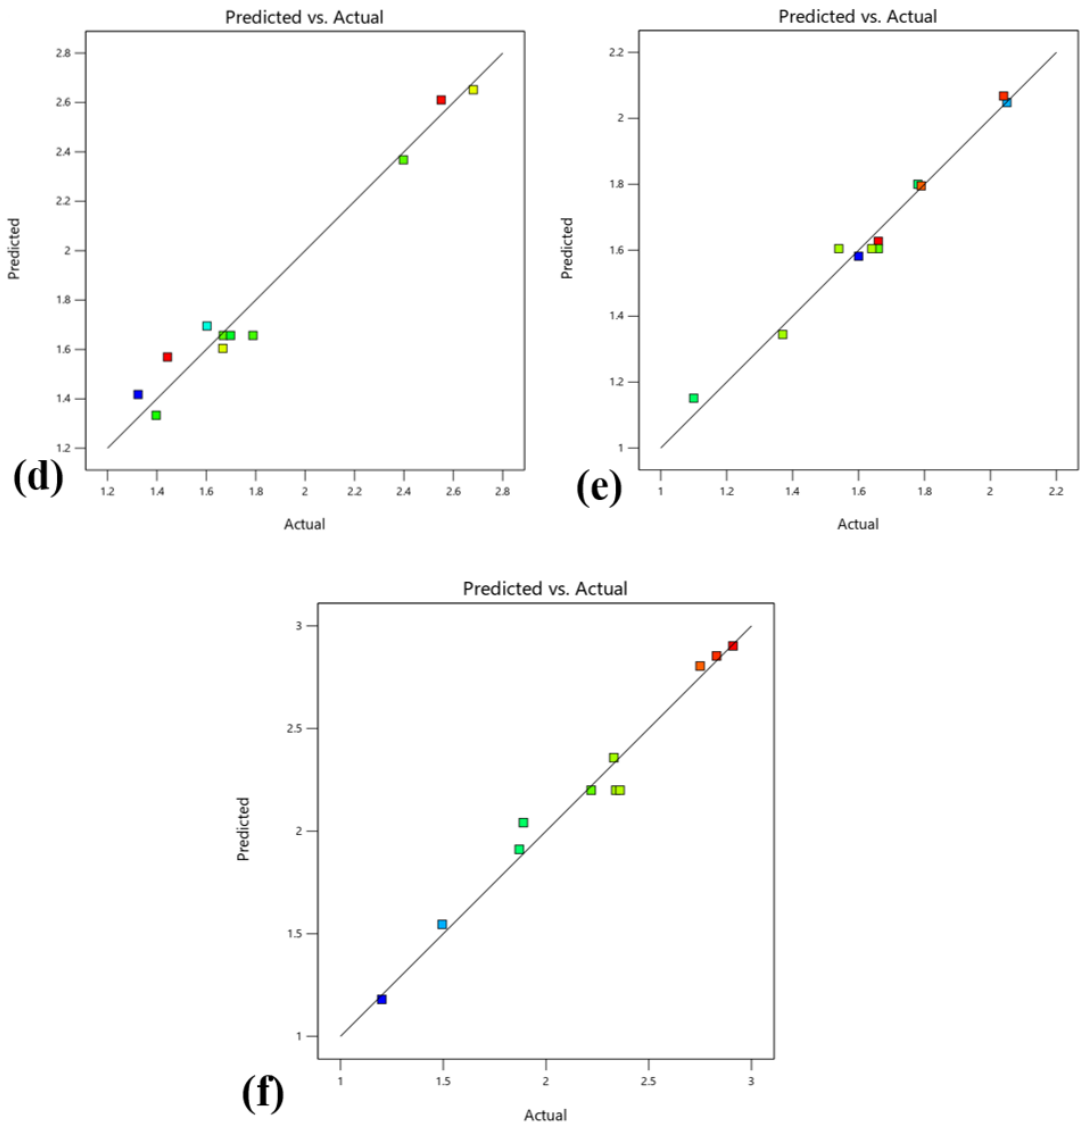 Predicted vs. Actual
2.8
2.6
2.4
2.2
2
1.8
1.6
1.4
1.2
Predicted
1.2 1.4 1.6 1.8 2 2.2 2.4 2.6 2.8
Actual
(d)
Predicted vs. Actual
2.2
2
1.8
1.6
1.4
1.2
1
Predicted
1 1.2 1.4 1.6 1.8 2 2.2
Actual
(e)
Predicted vs. Actual
3
2.5
2
1.5
1
Predicted
1 1.5 2 2.5 3
Actual
(f)